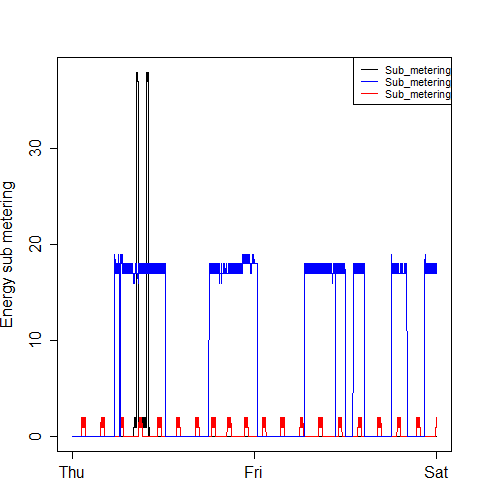 Sub_metering
Sub_metering
Sub_metering
Energy sub metering
30
20
10
0
Thu
Fri
Sat